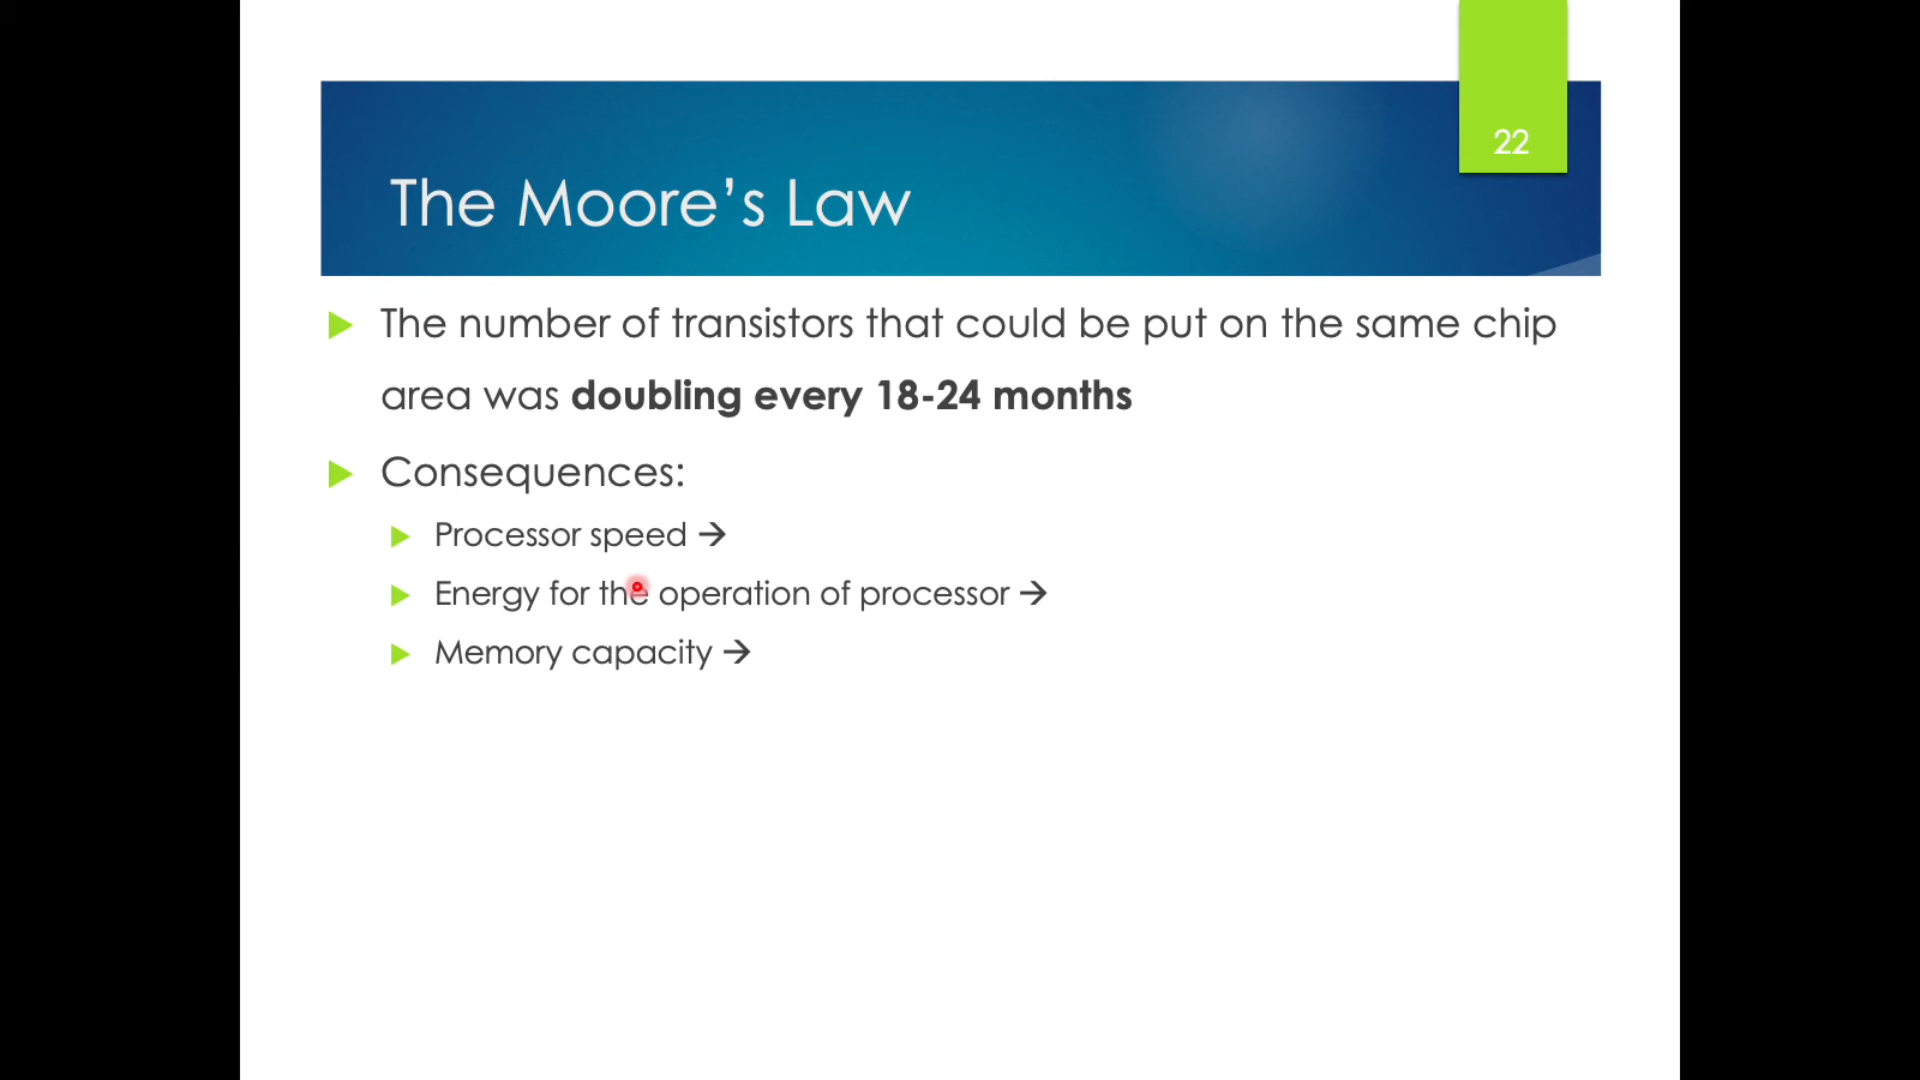 22
The Moore’s Law
The number of transistors that could be put on the same chip
area was doubling every 18-24 months
Consequences:
Processor speed →
Energy for the operation of processor →
Memory capacity →